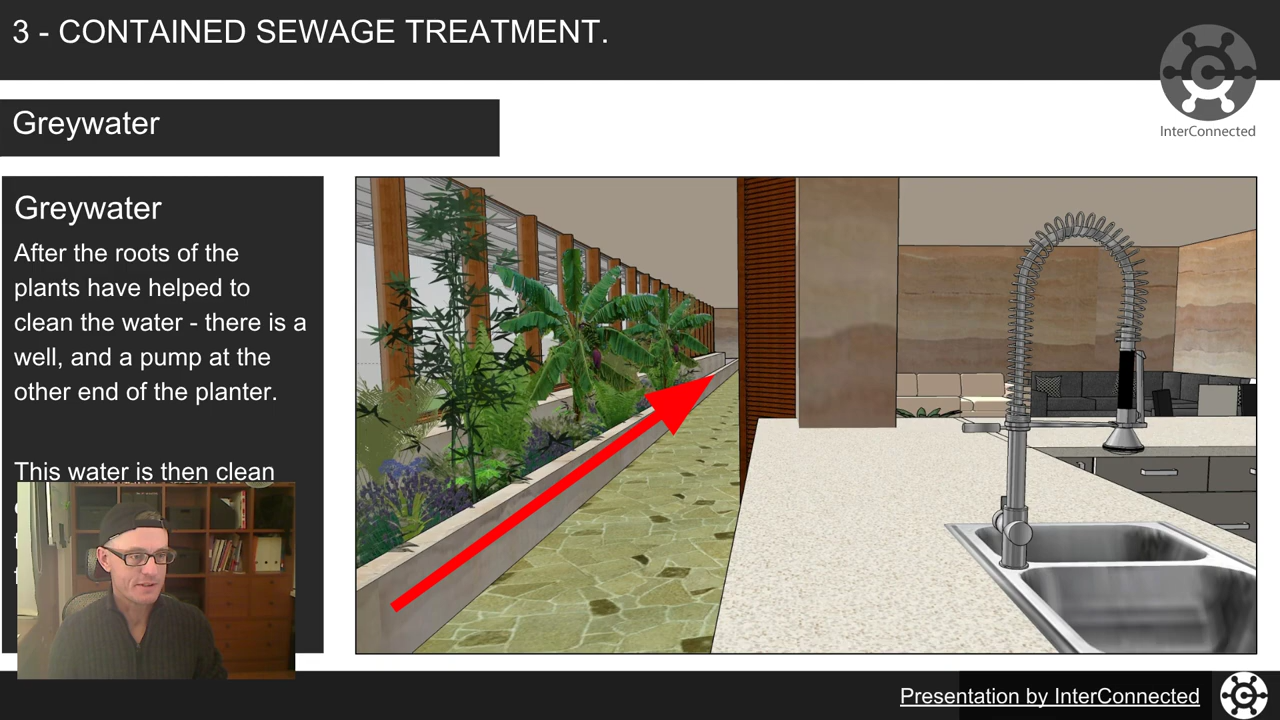 3 - CONTAINED SEWAGE TREATMENT.
InterConnected
Greywater
Greywater
After the roots of the
plants have helped to
clean the water - there is a
well, and a pump at the
other end of the planter.
This water is then clean
Presentation by InterConnected